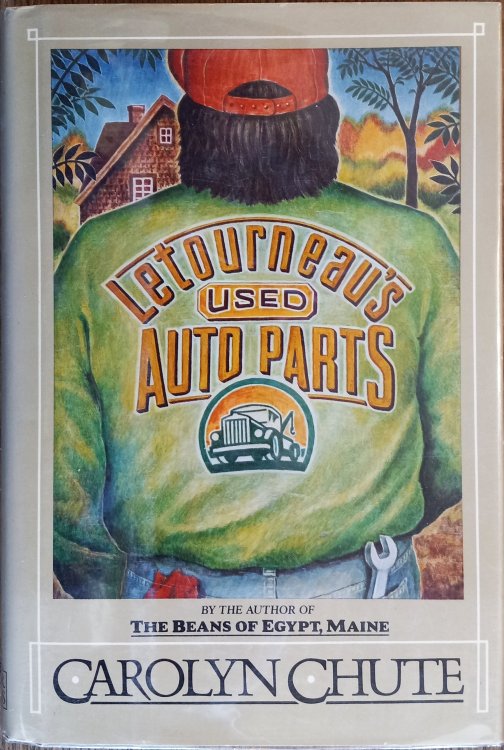 Letourneau's
USED
AUTO PARTS
BY THE AUTHOR OF
THE BEANS OF EGYPT, MAINE
CAROLYN CHUTE